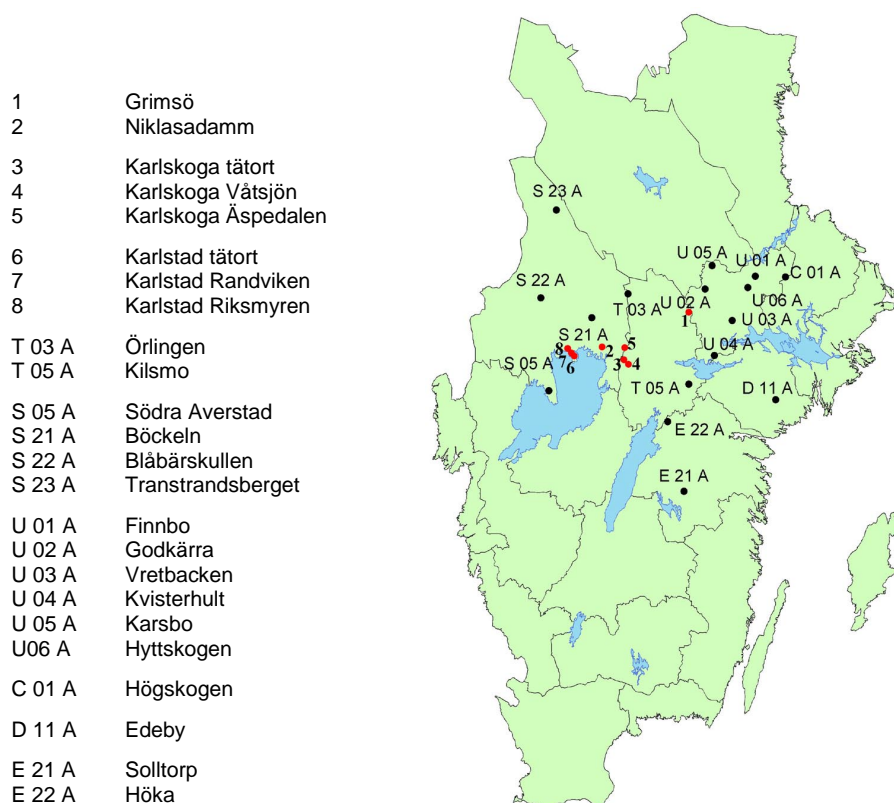 1 Grimsö
2 Niklasadamm
3 Karlskoga tätort
4 Karlskoga Våtsjön
5 Karlskoga Äspedalen
6 Karlstad tätort
7 Karlstad Randviken
8 Karlstad Riksmyren
T 03 A Örlingen
T 05 A Kilsmo
S 05 A Södra Averstad
S 21 A Böckeln
S 22 A Blåbärskullen
S 23 A Transtrandsberget
U 01 A Finnbo
U 02 A Godkärra
U 03 A Vretbacken
U 04 A Kvisterhult
U 05 A Karsbo
U06 A Hyttskogen
C 01 A Högskogen
D 11 A Edeby
E 21 A Solltorp
E 22 A Höka
S 23 A
U 05 A
U 01 A
C 01 A
S 22 A
T 03 A
U 02 A
U 06 A
1
U 03 A
S 21 A
8
2
5
U 04 A
S 05 A
7
6
3
4
T 05 A
D 11 A
E 22 A
E 21 A